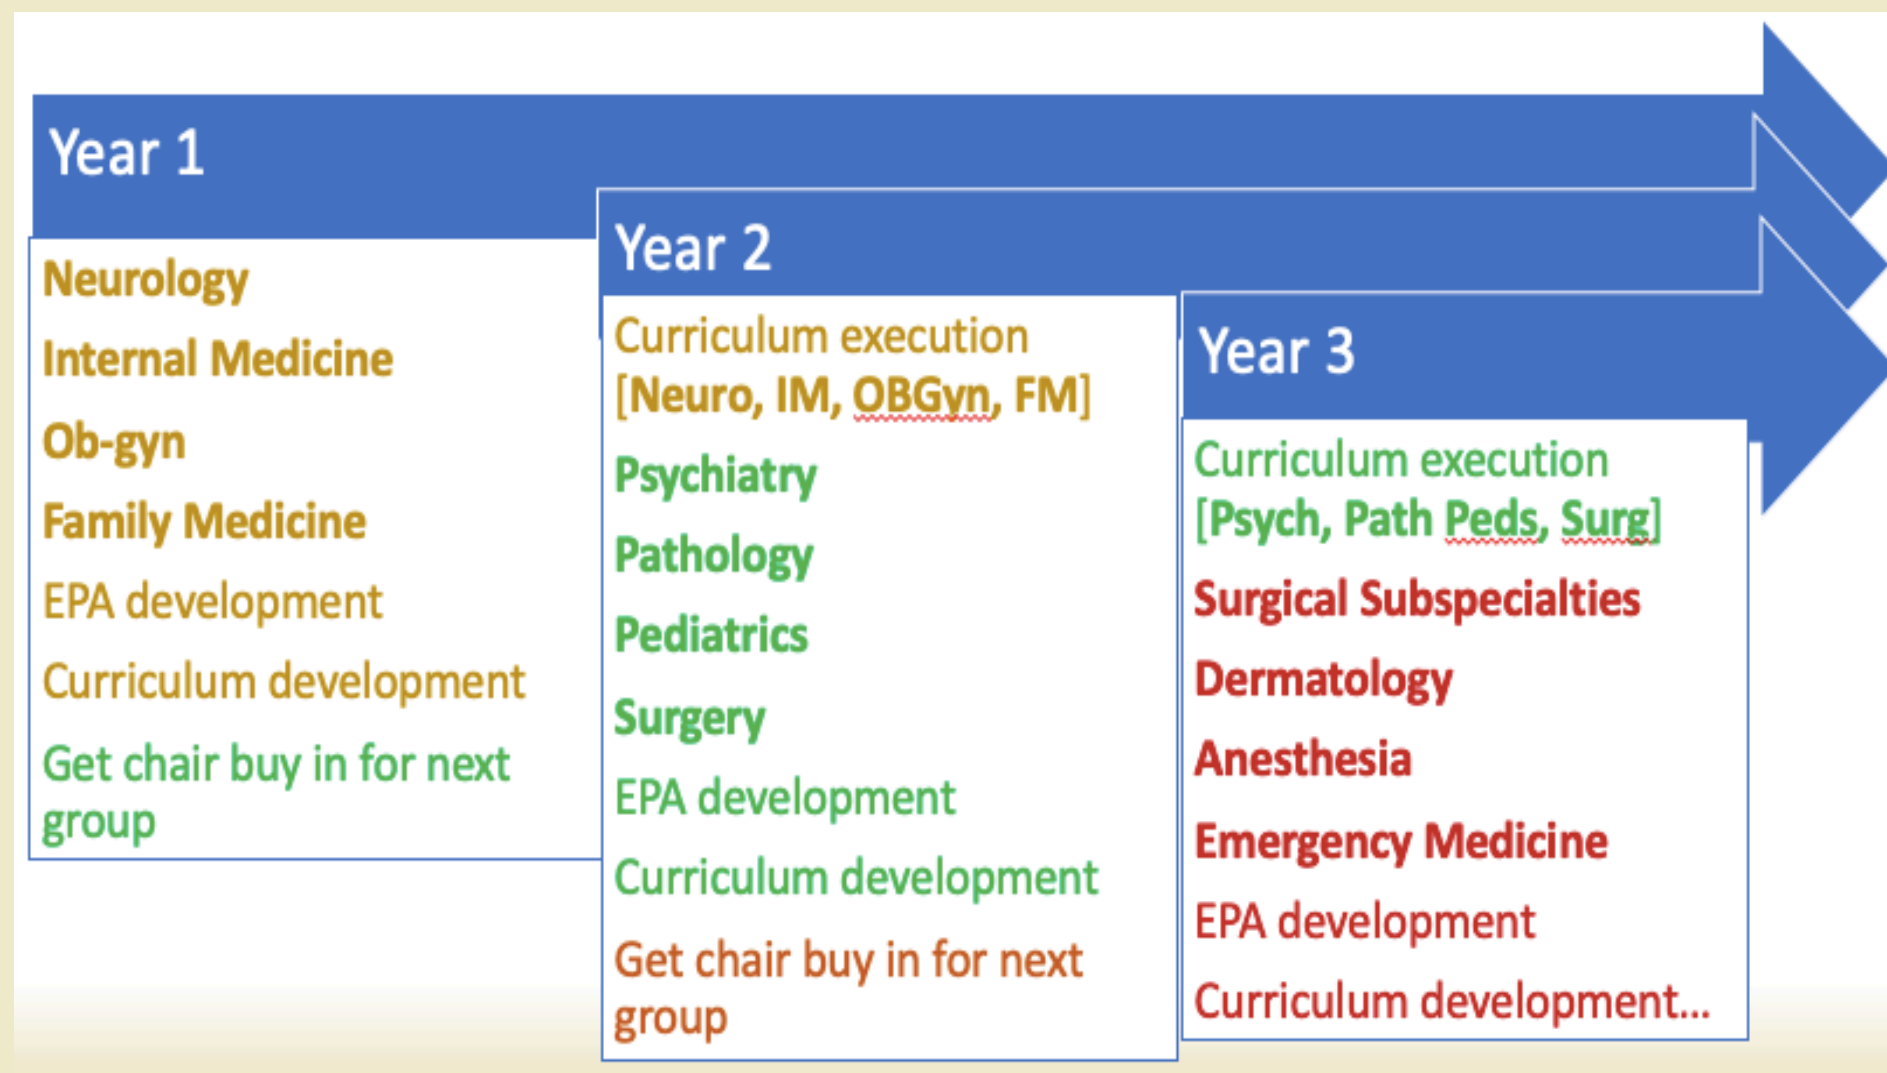 Year 1
Neurology
Internal Medicine
Ob-gyn
Family Medicine
EPA development
Curriculum development
Get chair buy in for next
group
Year 2
Curriculum execution
[Neuro, IM, OBGyn, FM]
Psychiatry
Pathology
Pediatrics
Surgery
EPA development
Curriculum development
Get chair buy in for next
group
Year 3
Curriculum execution
[Psych, Path Peds, Surg]
Surgical Subspecialties
Dermatology
Anesthesia
Emergency Medicine
EPA development
Curriculum development...